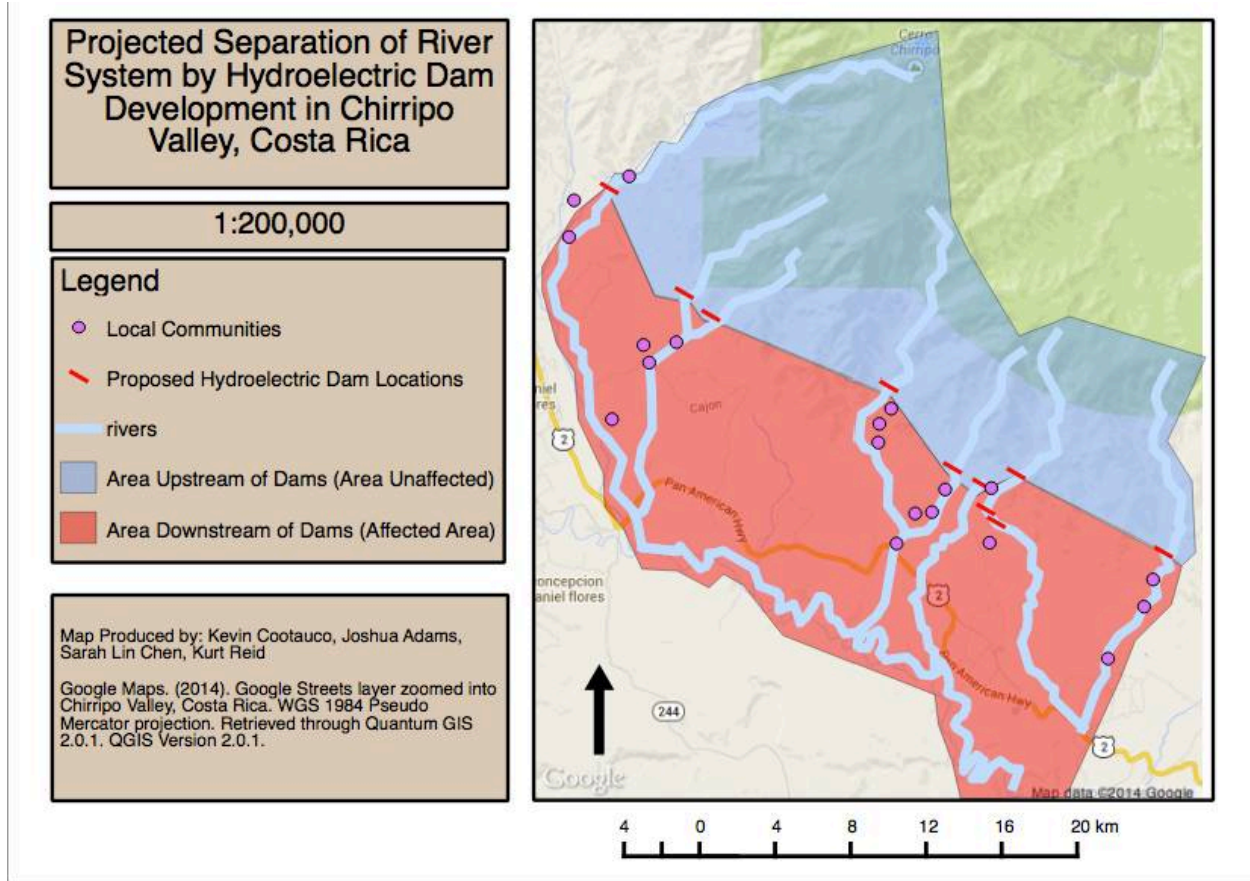 Projected Separation of River
System by Hydroelectric Dam
Development in Chirripo
Valley, Costa Rica
1:200,000
Legend
Local Communities
Proposed Hydroelectric Dam Locations
rivers
Area Upstream of Dams (Area Unaffected)
Area Downstream of Dams (Affected Area)
Map Produced by: Kevin Cootauco, Joshua Adams,
Sarah Lin Chen, Kurt Reid
Google Maps. (2014). Google Streets layer zoomed into
Chirripo Valley, Costa Rica. WGS 1984 Pseudo
Mercator projection. Retrieved through Quantum GIS
2.0.1. QGIS Version 2.0.1.
Cerro
Chirripó
niel
res
Cajon
2
Pan American Hwy
oncepcion
aniel flores
2
Pan American Hwy
244
2
Google
Map data ©2014 Google
4 0 4 8 12 16 20 km